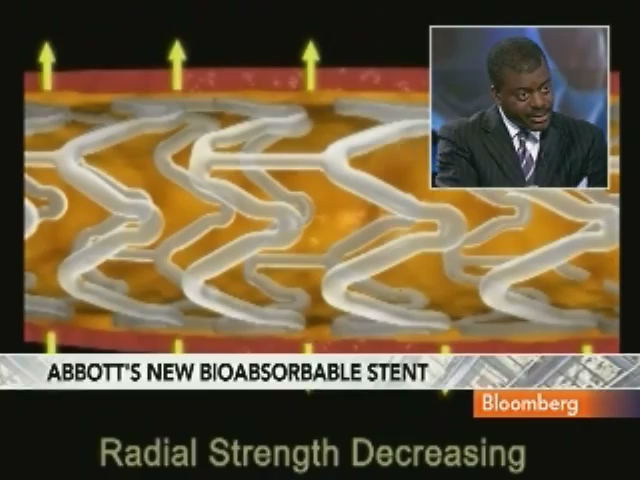 ABBOTT'S NEW BIOABSORBABLE STENT
Bloomberg
Radial Strength Decreasing